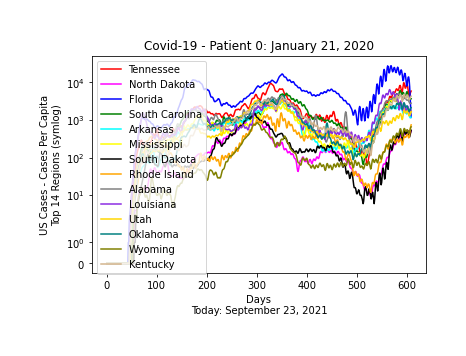 Covid-19 - Patient 0: January 21, 2020
US Cases - Cases Per Capita
Top 14 Regions (symlog)
10⁴
10³
10²
10¹
10⁰
0
Tennessee
North Dakota
Florida
South Carolina
Arkansas
Mississippi
South Dakota
Rhode Island
Alabama
Louisiana
Utah
Oklahoma
Wyoming
Kentucky
0 100 200 300 400 500 600
Days
Today: September 23, 2021